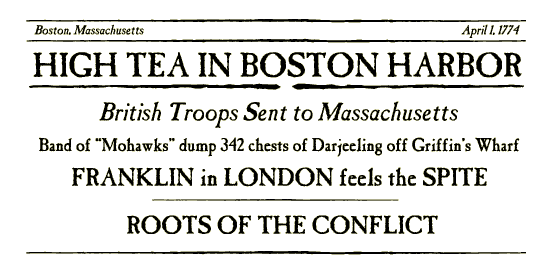 Boston, Massachusetts April 1, 1774
HIGH TEA IN BOSTON HARBOR
British Troops Sent to Massachusetts
Band of "Mohawks" dump 342 chests of Darjeeling off Griffin's Wharf
FRANKLIN in LONDON feels the SPITE
ROOTS OF THE CONFLICT